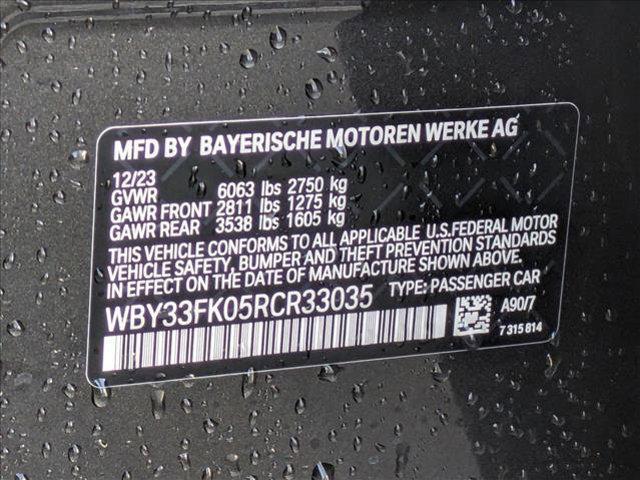 MFD BY BAYERISCHE MOTOREN WERKE AG
12/23
GVWR 6063 lbs 2750 kg
GAWR FRONT 2811 lbs 1275 kg
GAWR REAR 3538 lbs 1605 kg
THIS VEHICLE CONFORMS TO ALL APPLICABLE U.S.FEDERAL MOTOR
VEHICLE SAFETY, BUMPER AND THEFT PREVENTION STANDARDS
IN EFFECT ON THE DATE OF MANUFACTURE SHOWN ABOVE.
WBY33FK05RCR33035 TYPE: PASSENGER CAR
A90/7
7 315 814